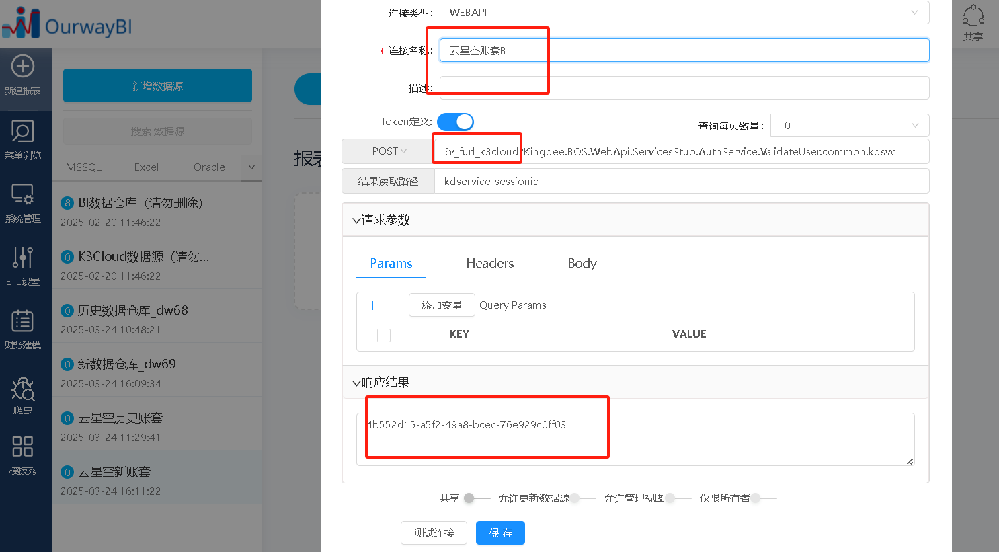 OurwayBI
共享
新建报表
菜单浏览
系统管理
ETL设置
财务建模
爬虫
模板秀
新增数据源
搜索 数据源
MSSQL Excel Oracle
8 BI数据仓库（请勿删除）
2025-02-20 11:46:22
0 K3Cloud数据源（请勿...
2025-02-20 11:46:22
0 历史数据仓库_dw68
2025-03-24 10:48:21
0 新数据仓库_dw69
2025-03-24 16:09:34
0 云星空历史账套
2025-03-24 11:29:41
0 云星空新账套
2025-03-24 16:11:22
报表
连接类型： WEBAPI
* 连接名称： 云星空账套B
描述：
Token定义: 查询每页数量： 0
POST ?v_furl_k3cloud?Kingdee.BOS.WebApi.ServicesStub.AuthService.ValidateUser.common.kdsvc
结果读取路径 kdservice-sessionid
请求参数
Params Headers Body
+ — 添加变量 Query Params
KEY VALUE
响应结果
4b552d15-a5f2-49a8-bcec-76e929c0ff03
共享 允许更新数据源 允许管理视图 仅限所有者
测试连接 保 存